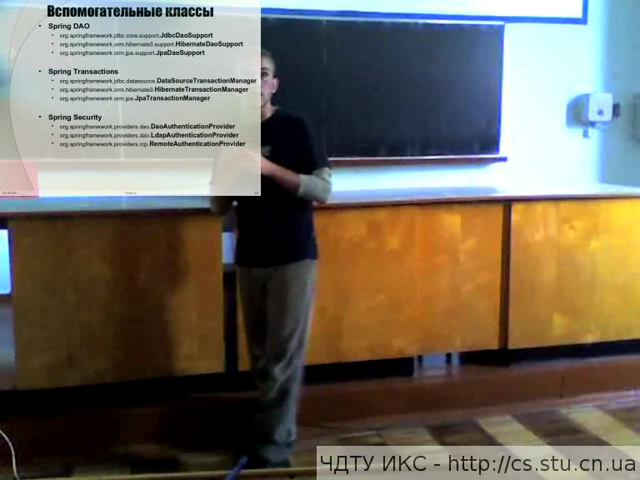 Вспомогательные классы
• Spring DAO
• org.springframework.jdbc.core.support.JdbcDaoSupport
• org.springframework.orm.hibernate3.support.HibernateDaoSupport
• org.springframework.orm.jpa.support.JpaDaoSupport
• Spring Transactions
• org.springframework.jdbc.datasource.DataSourceTransactionManager
• org.springframework.orm.hibernate3.HibernateTransactionManager
• org.springframework.orm.jpa.JpaTransactionManager
• Spring Security
• org.springframework.providers.dao.DaoAuthenticationProvider
• org.springframework.providers.dao.LdapAuthenticationProvider
• org.springframework.providers.rcp.RemoteAuthenticationProvider
ЧДТУ ИКС - http://cs.stu.cn.ua